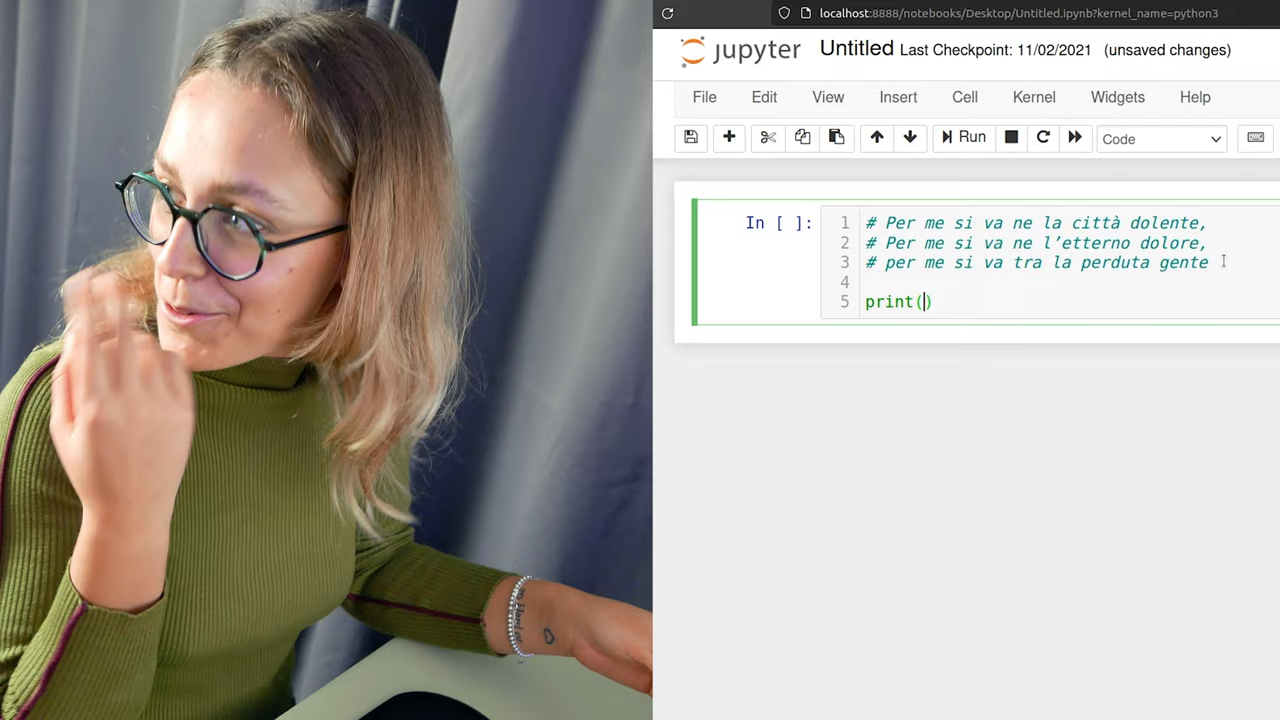 localhost:8888/notebooks/Desktop/Untitled.ipynb?kernel_name=python3
jupyter Untitled Last Checkpoint: 11/02/2021 (unsaved changes)
File Edit View Insert Cell Kernel Widgets Help
Run Code
In [ ]:
1 # Per me si va ne la città dolente,
2 # Per me si va ne l’etterno dolore,
3 # per me si va tra la perduta gente
4
5 print()